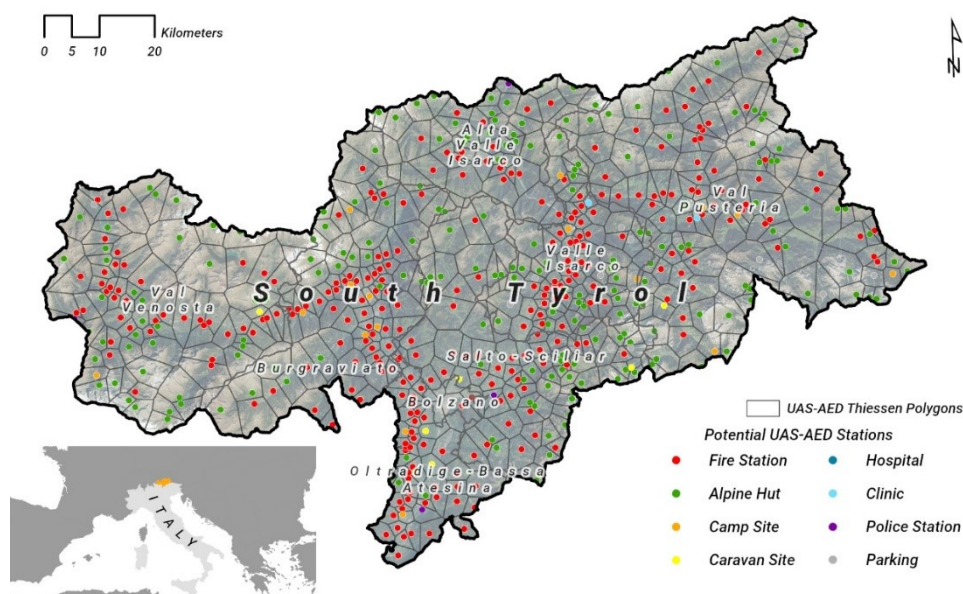 Kilometers
0 5 10 20
N
Alta
Valle
Isarco
Val
Pusteria
Valle
Isarco
Val
Venosta
South Tyrol
Salto-Sciliar
Burgraviato
Bolzano
Oltradige-Bassa
Atesina
UAS-AED Thiessen Polygons
Potential UAS-AED Stations
Fire Station
Hospital
Alpine Hut
Clinic
Camp Site
Police Station
Caravan Site
Parking
ITALY